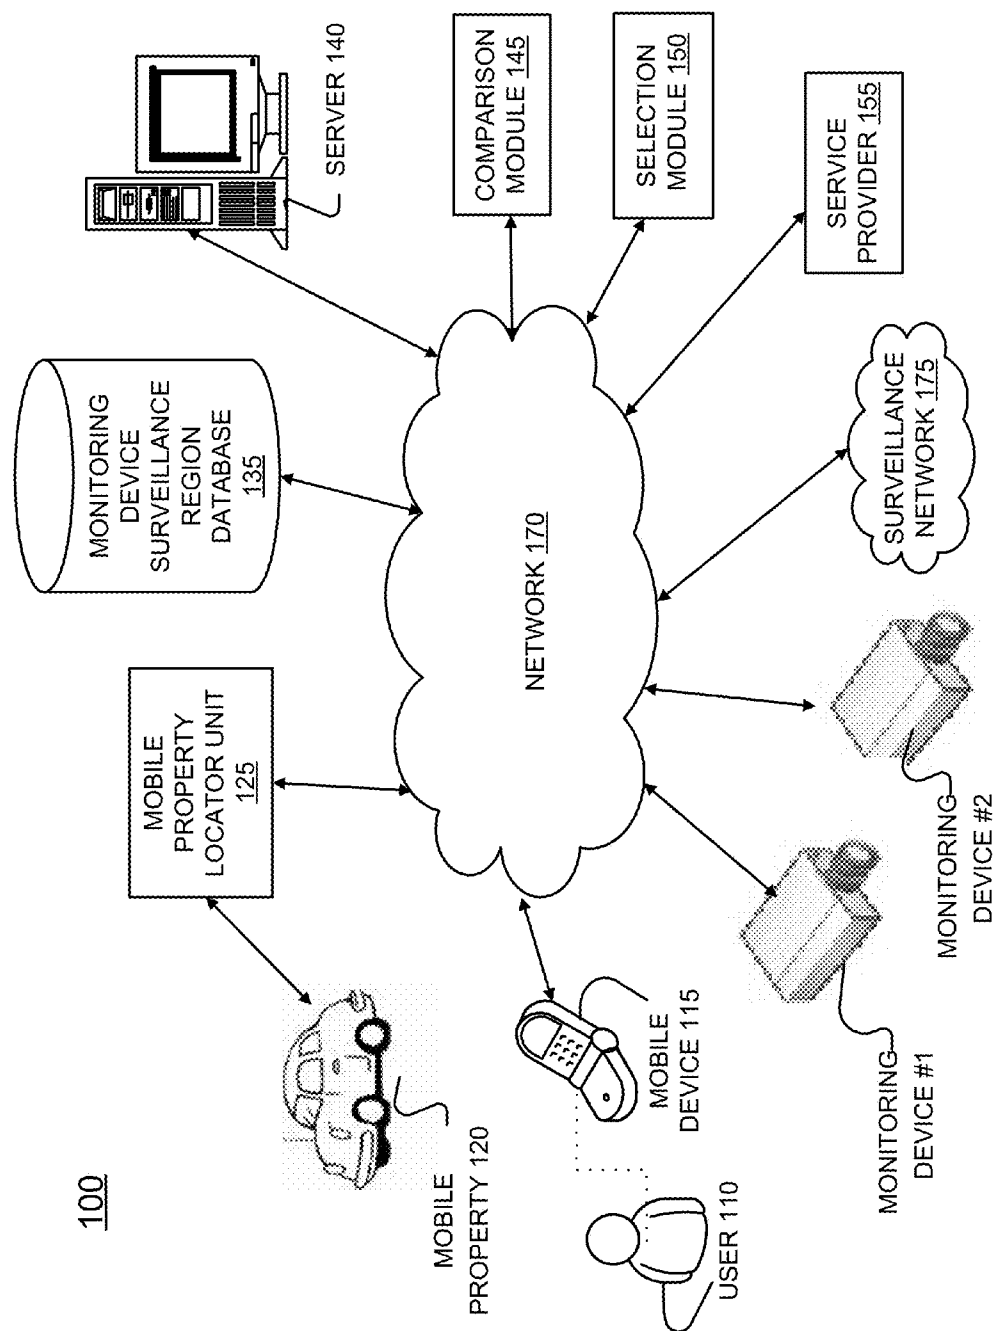 100
MOBILE
PROPERTY 120
USER 110
MOBILE
DEVICE 115
MOBILE
PROPERTY
LOCATOR UNIT
125
MONITORING
DEVICE
SURVEILLANCE
REGION
DATABASE
135
SERVER 140
COMPARISON
MODULE 145
SELECTION
MODULE 150
SERVICE
PROVIDER 155
NETWORK 170
SURVEILLANCE
NETWORK 175
MONITORING
DEVICE #1
MONITORING
DEVICE #2